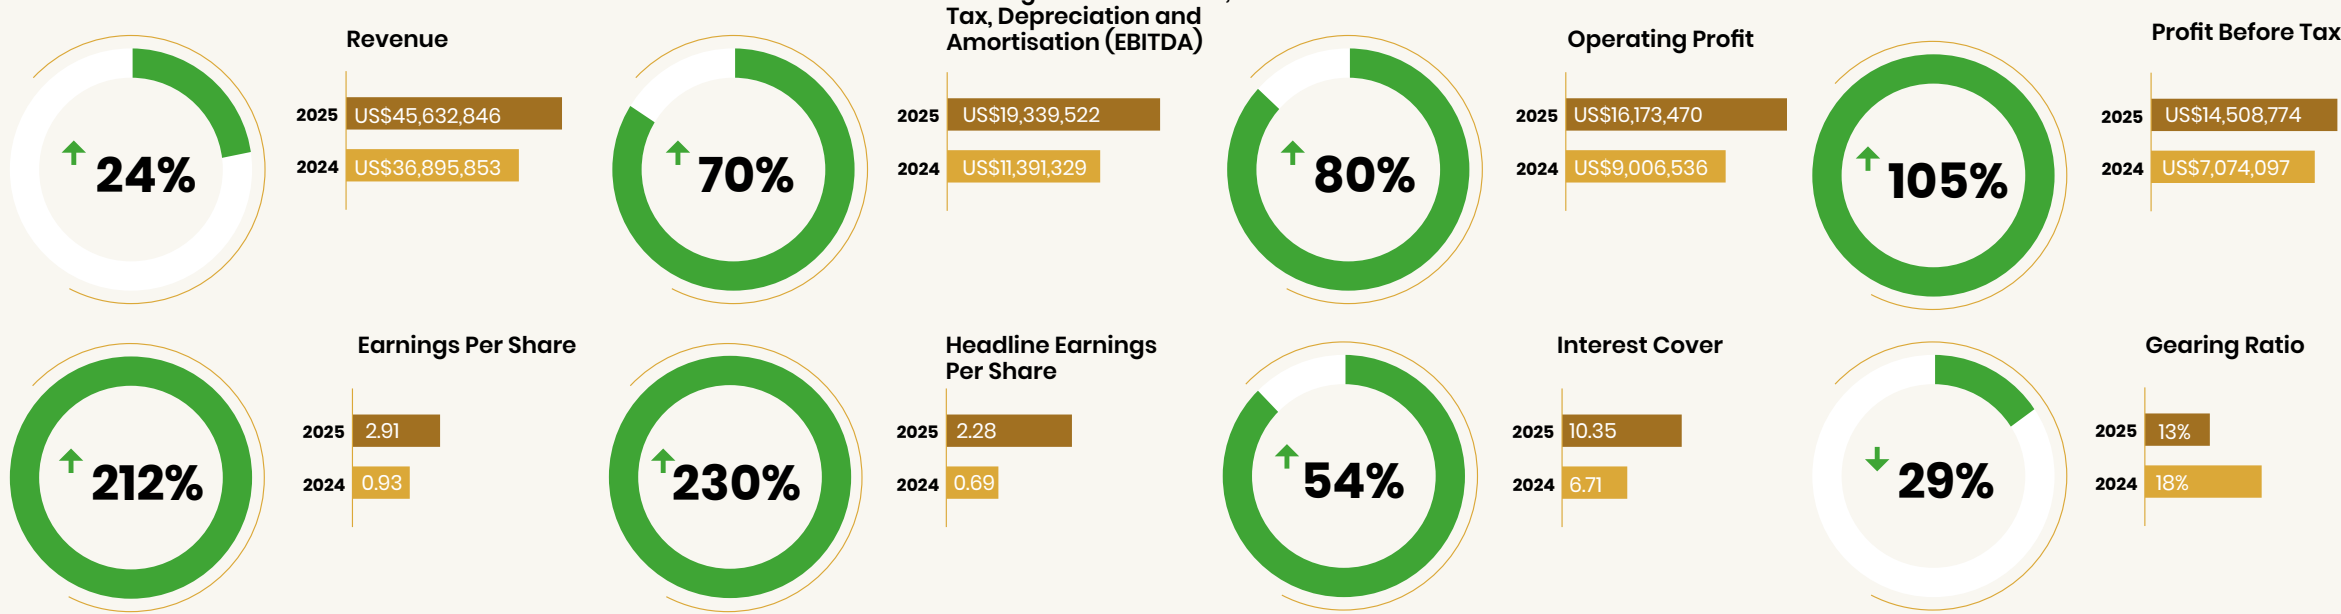 Revenue
2025 US$45,632,846
2024 US$36,895,853
24%
Tax, Depreciation and
Amortisation (EBITDA)
2025 US$19,339,522
2024 US$11,391,329
70%
Operating Profit
2025 US$16,173,470
2024 US$9,006,536
80%
Profit Before Tax
2025 US$14,508,774
2024 US$7,074,097
105%
Earnings Per Share
2025 2.91
2024 0.93
212%
Headline Earnings
Per Share
2025 2.28
2024 0.69
230%
Interest Cover
2025 10.35
2024 6.71
54%
Gearing Ratio
2025 13%
2024 18%
29%